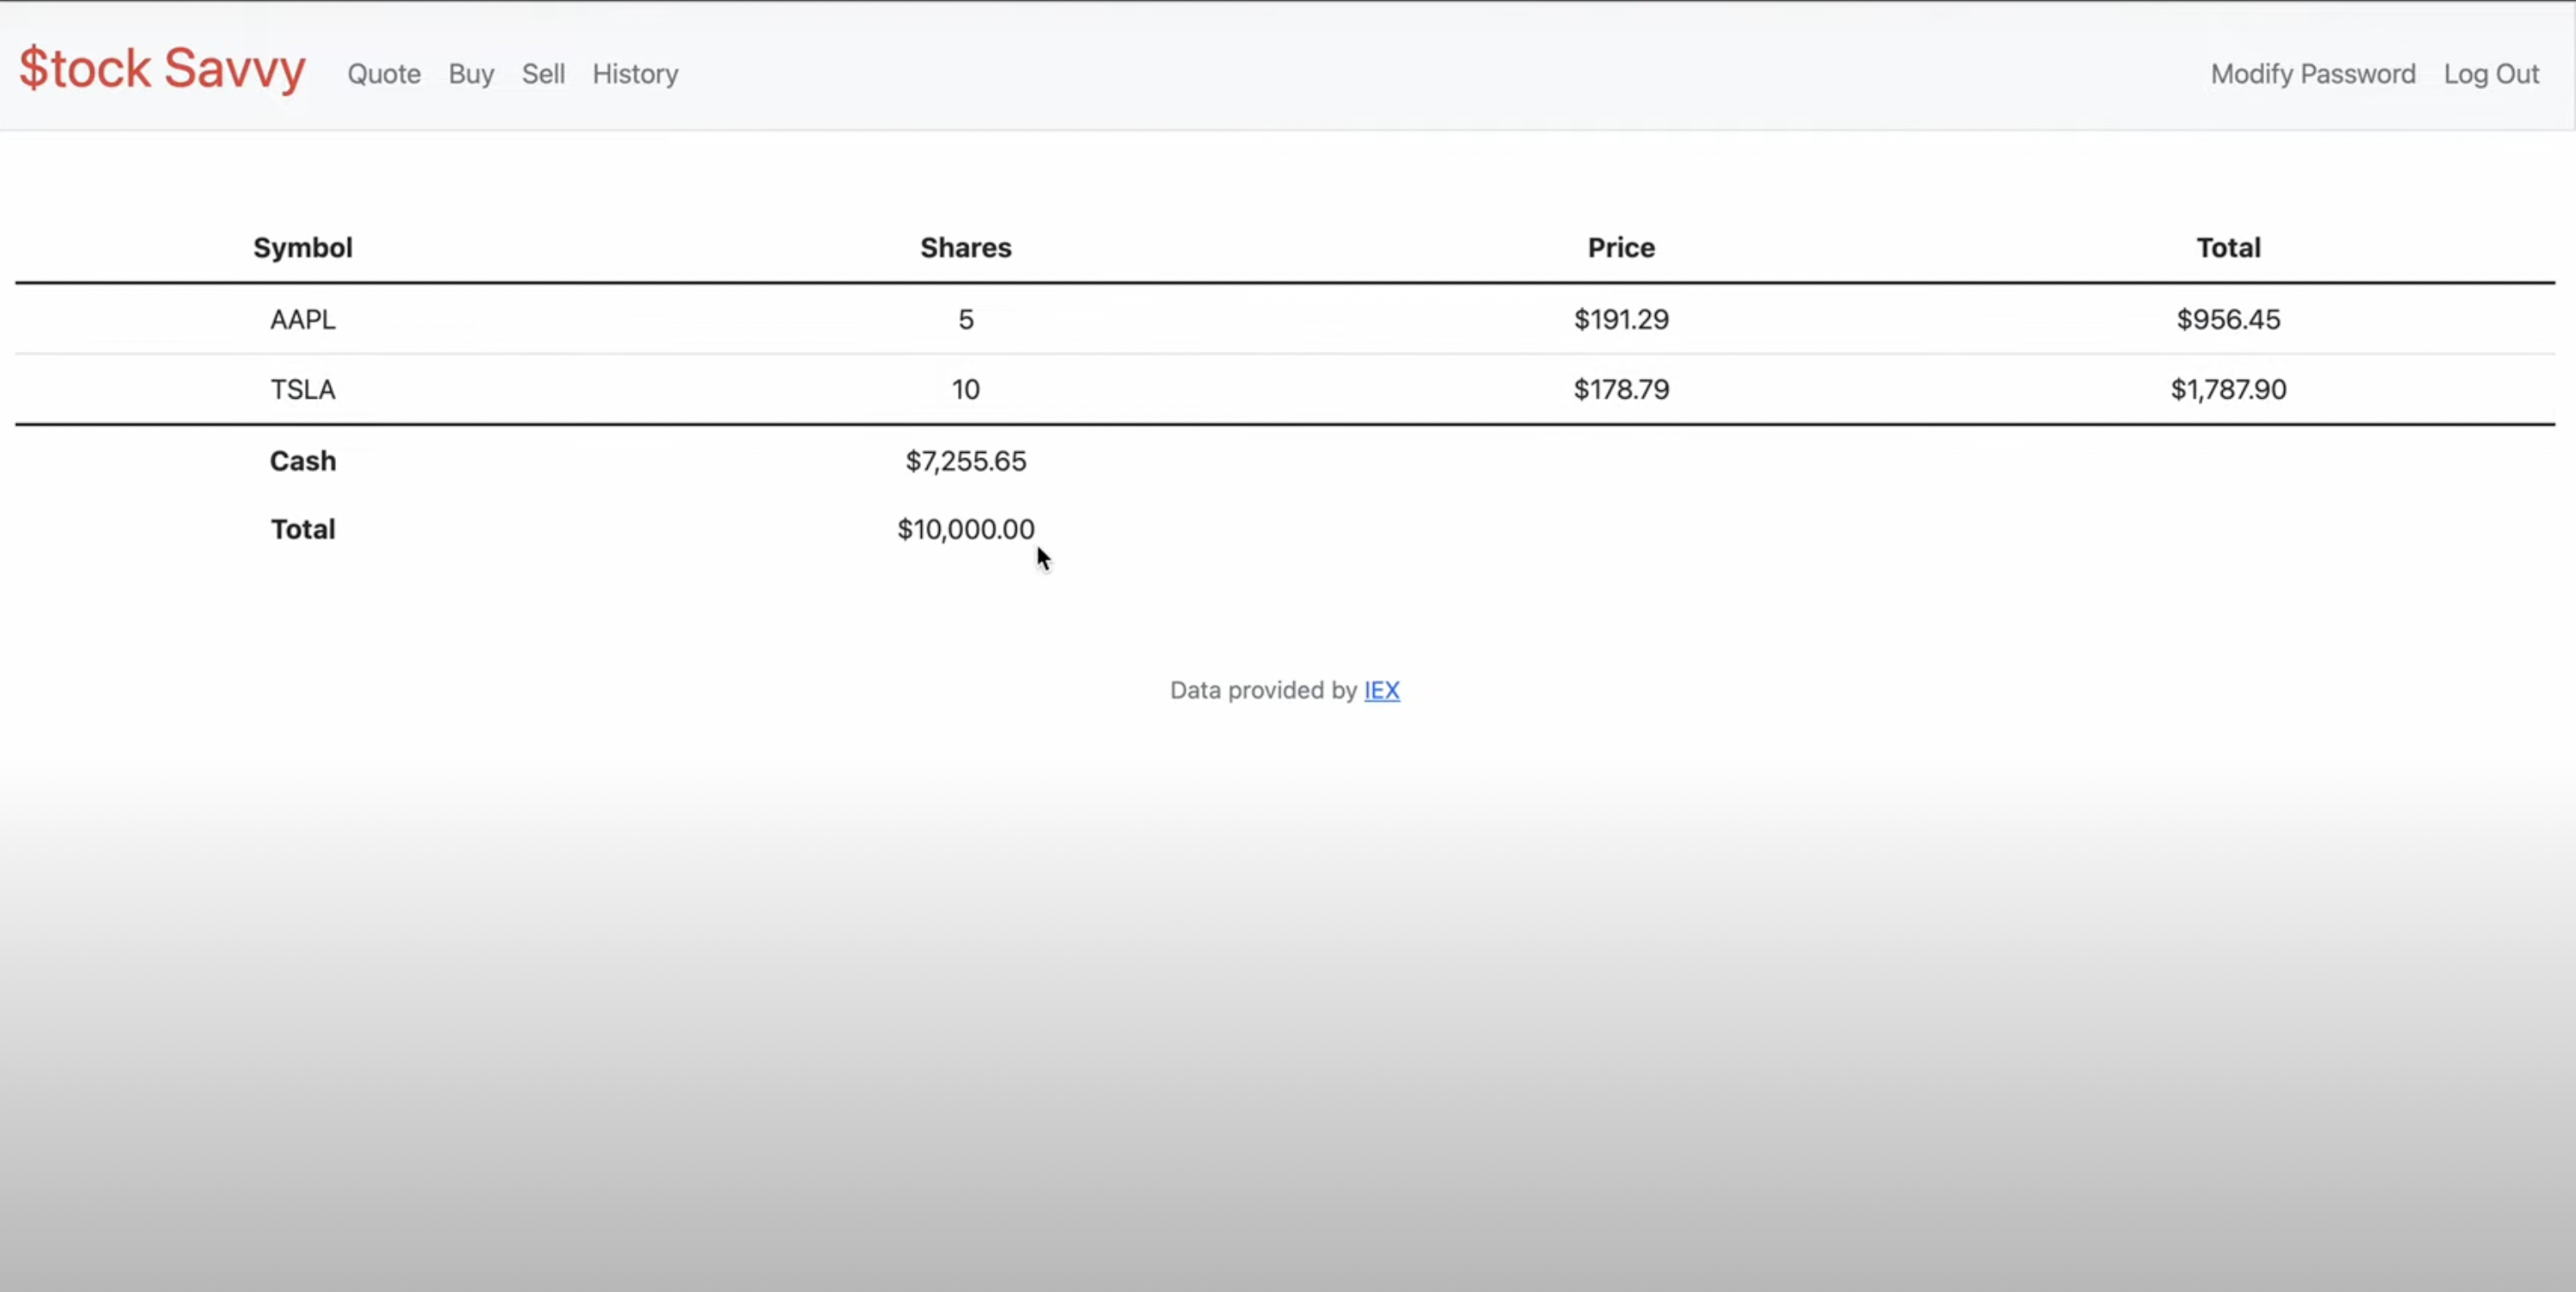 $tock Savvy Quote Buy Sell History Modify Password Log Out
Symbol Shares Price Total
AAPL 5 $191.29 $956.45
TSLA 10 $178.79 $1,787.90
Cash $7,255.65
Total $10,000.00
Data provided by IEX